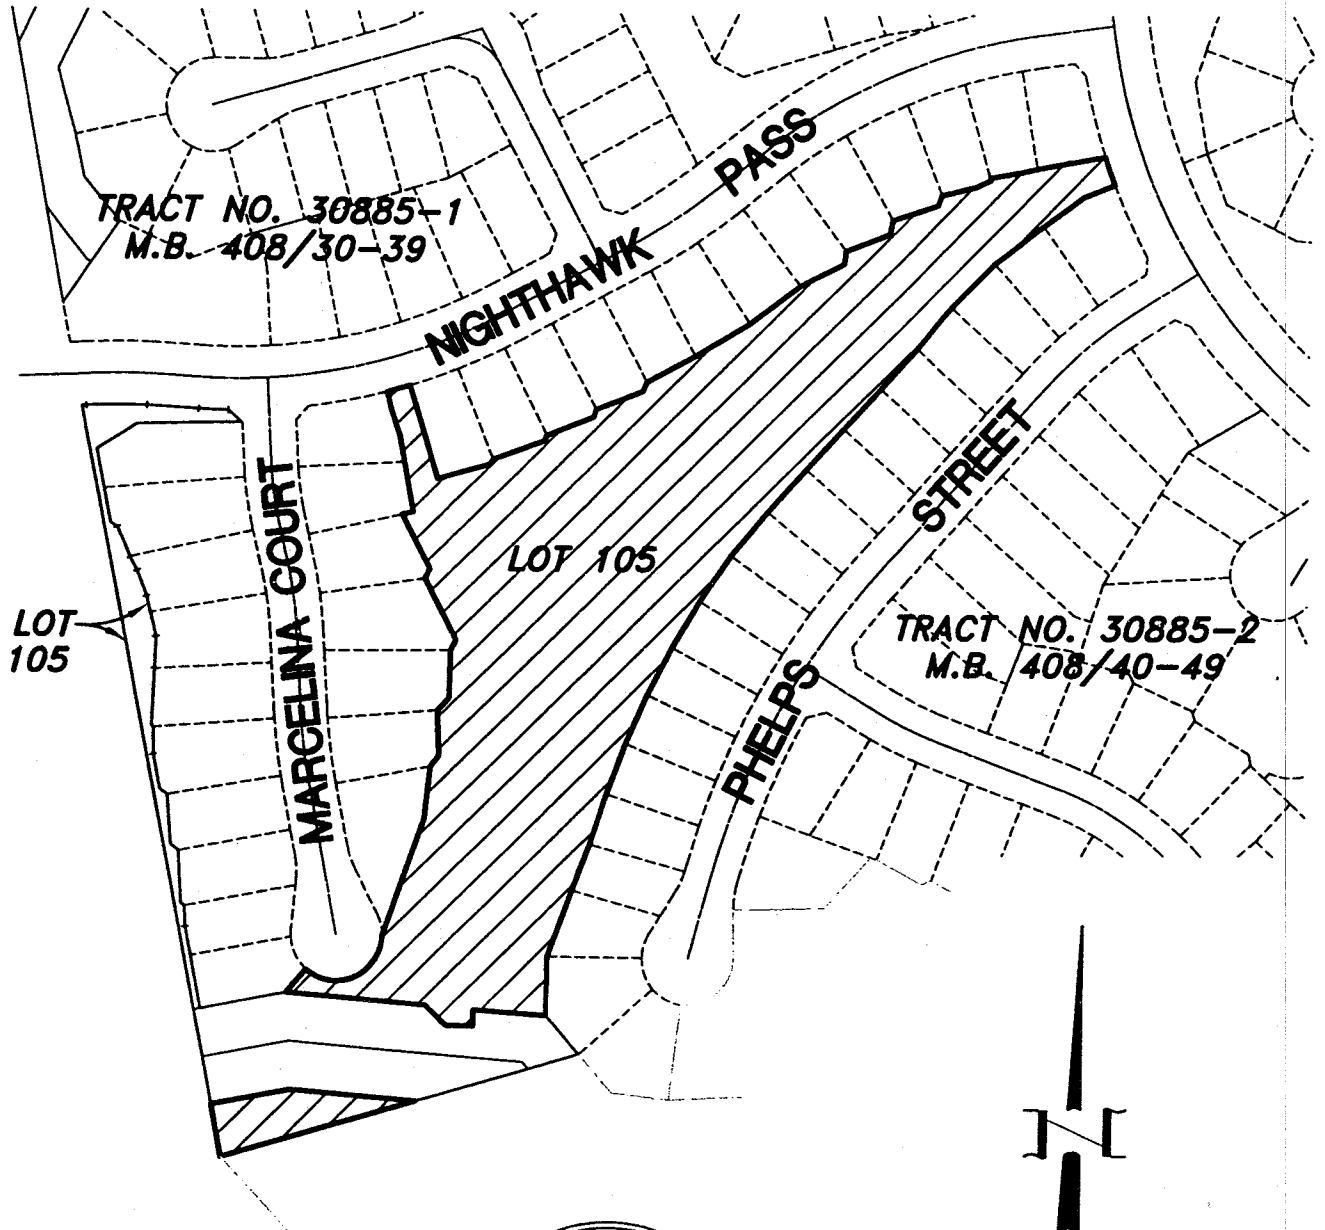 PASS
TRACT NO. 30885-1
M.B. 408/30-39
NIGHTHAWK
STREET
MARCELINA COURT
LOT 105
LOT
105
TRACT NO. 30885-2
M.B. 408/40-49
PHELPS
N